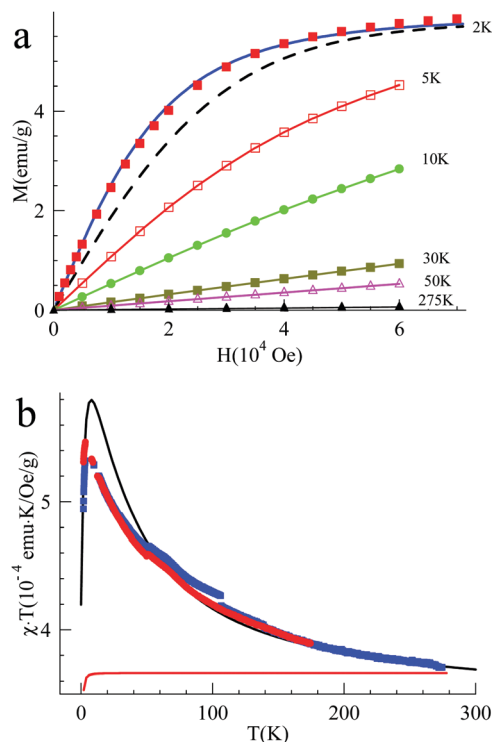 a
M(emu/g)
4
2
0
0
2
4
6
H(10⁴ Oe)
2K
5K
10K
30K
50K
275K
b
χ·T(10⁻⁴ emu·K/Oe/g)
5
4
0
100
200
300
T(K)